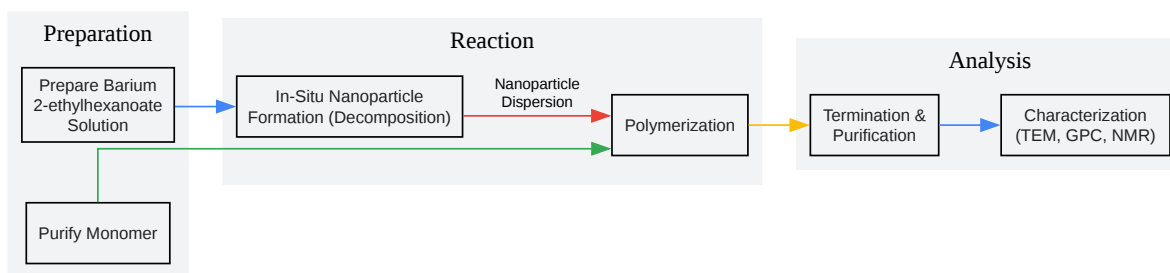 Preparation
Prepare Barium
2-ethylhexanoate
Solution
Purify Monomer
Reaction
In-Situ Nanoparticle
Formation (Decomposition)
Nanoparticle
Dispersion
Polymerization
Analysis
Termination &
Purification
Characterization
(TEM, GPC, NMR)